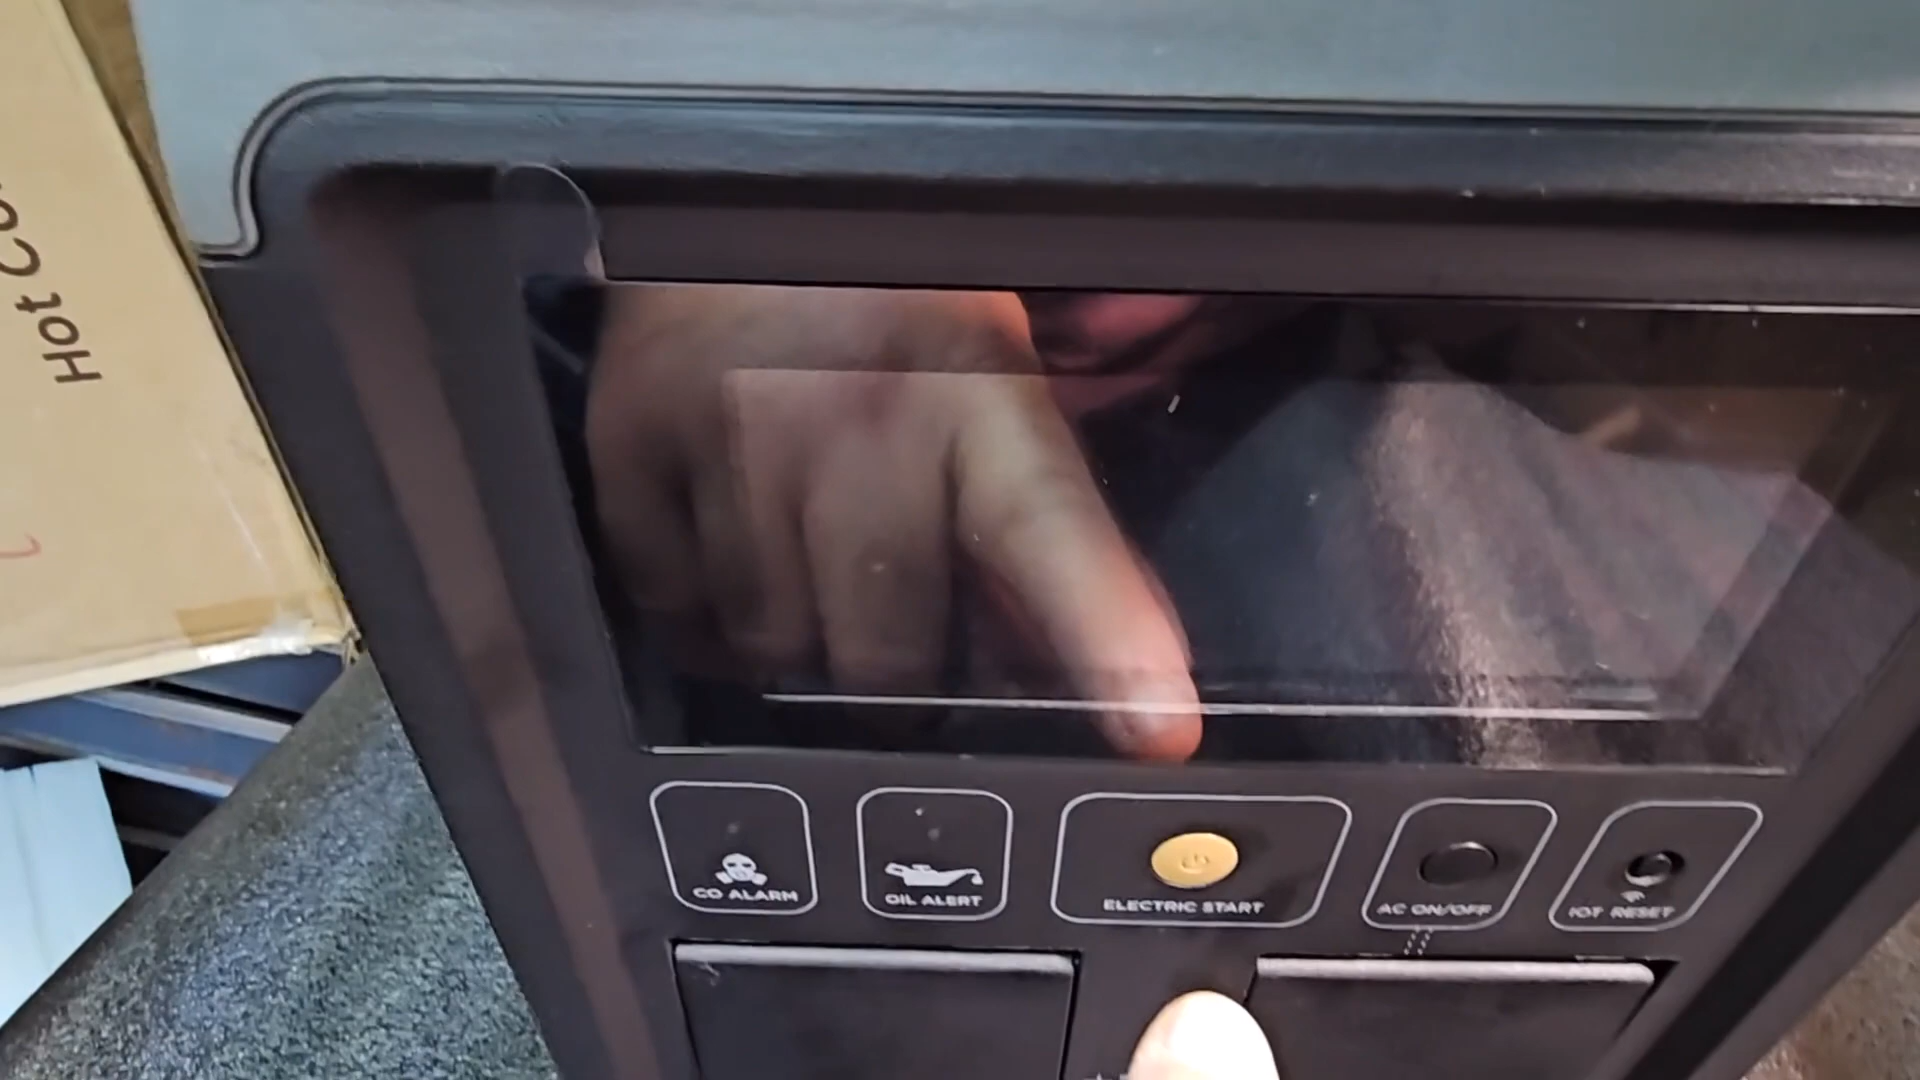 Hot Co
CO ALARM
OIL ALERT
ELECTRIC START
AC ON/OFF
IOT RESET